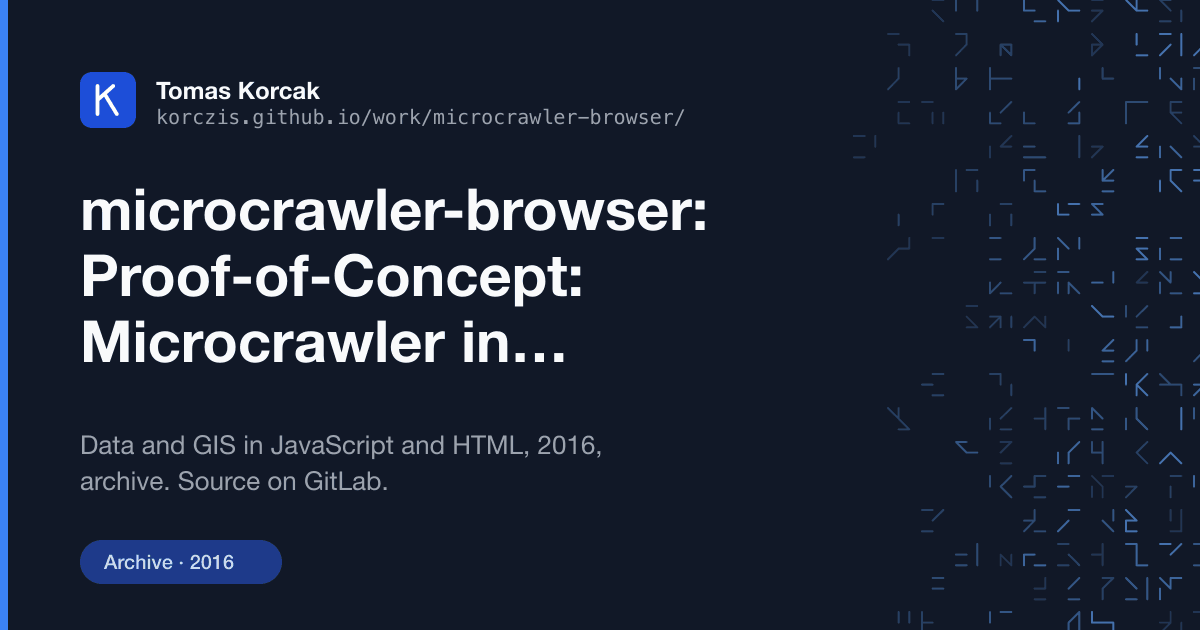 K
Tomas Korcak
korczis.github.io/work/microcrawler-browser/
microcrawler-browser:
Proof-of-Concept:
Microcrawler in…
Data and GIS in JavaScript and HTML, 2016,
archive. Source on GitLab.
Archive · 2016